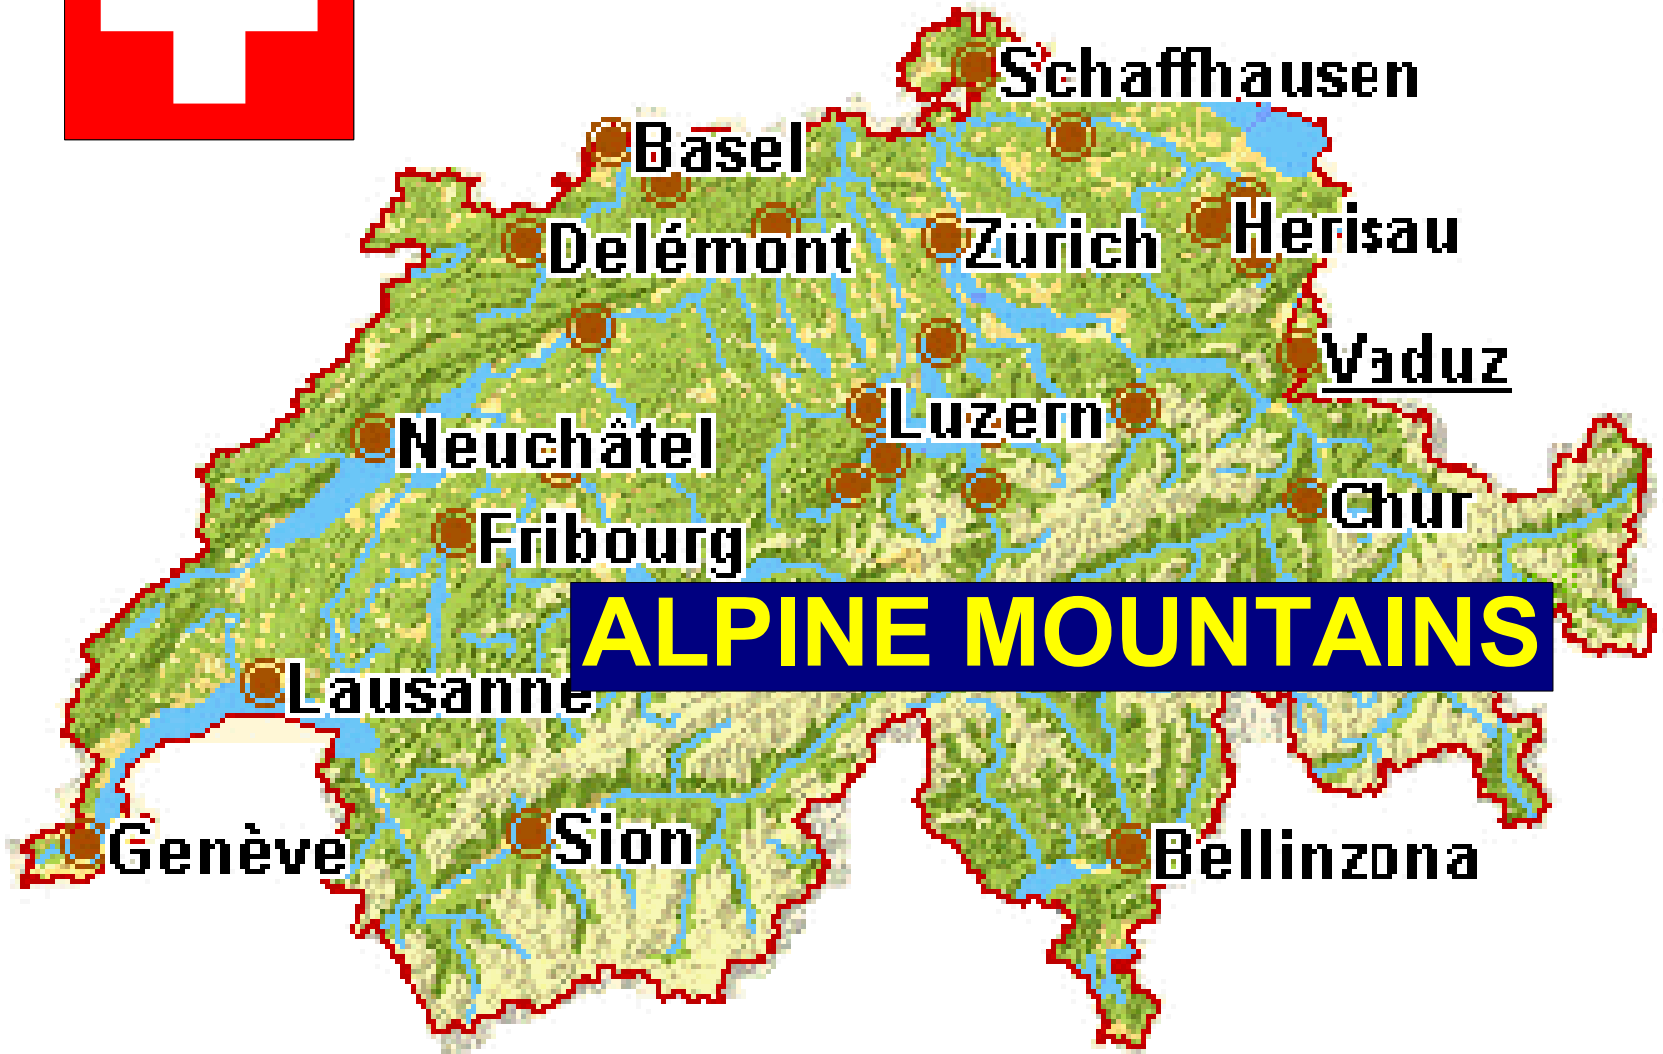 Schaffhausen
Basel
Delémont
Zürich
Herisau
Vaduz
Neuchâtel
Luzern
Fribourg
Chur
ALPINE MOUNTAINS
Lausanne
Genève
Sion
Bellinzona